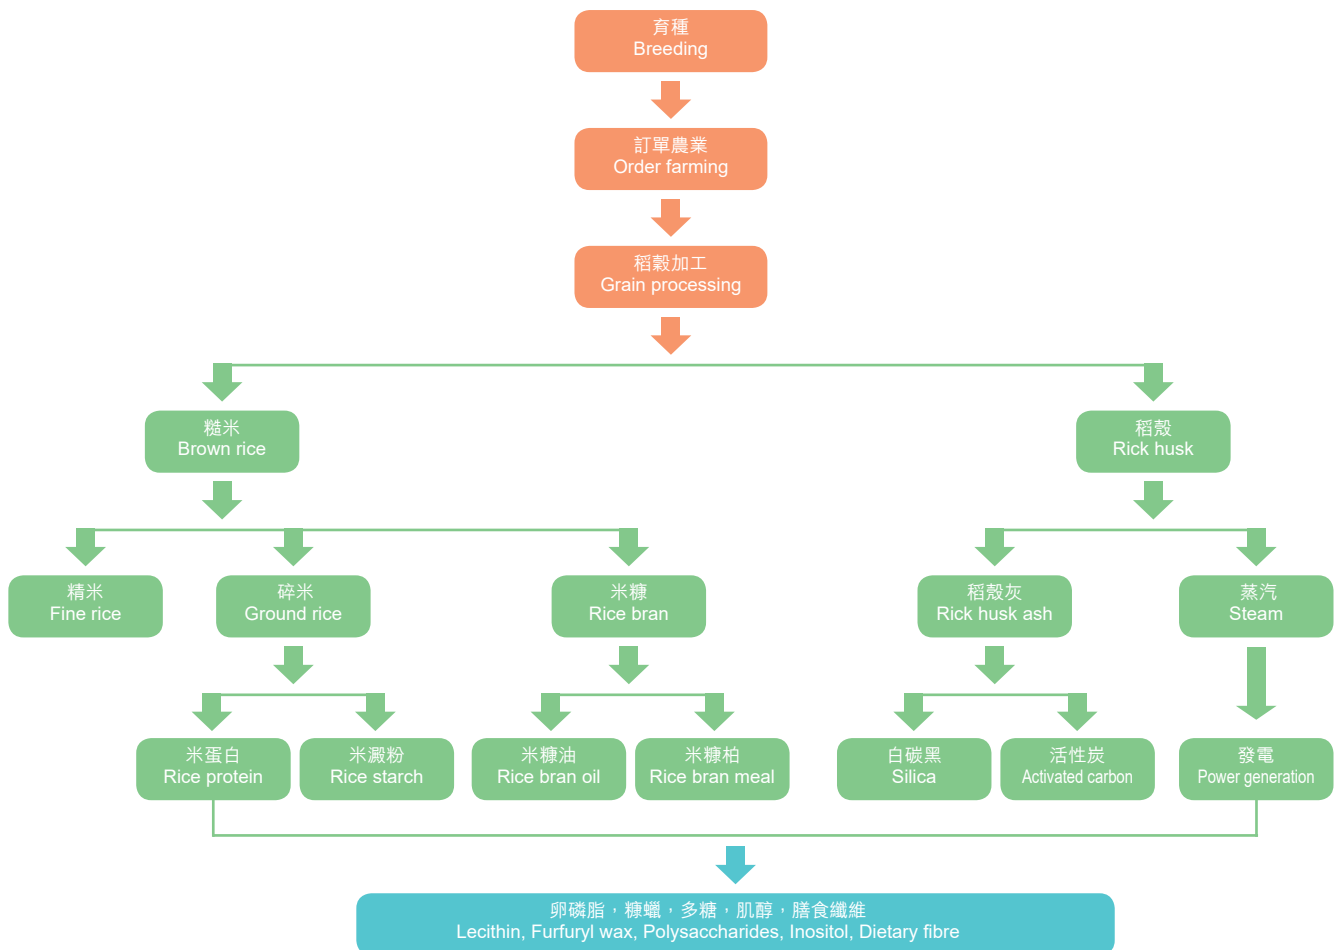 育種
Breeding
訂單農業
Order farming
稻穀加工
Grain processing
糙米
Brown rice
稻殼
Rick husk
精米
Fine rice
碎米
Ground rice
米糠
Rice bran
稻殼灰
Rick husk ash
蒸汽
Steam
米蛋白
Rice protein
米澱粉
Rice starch
米糠油
Rice bran oil
米糠柏
Rice bran meal
白碳黑
Silica
活性炭
Activated carbon
發電
Power generation
卵磷脂，糠蠟，多糖，肌醇，膳食纖維
Lecithin, Furfuryl wax, Polysaccharides, Inositol, Dietary fibre